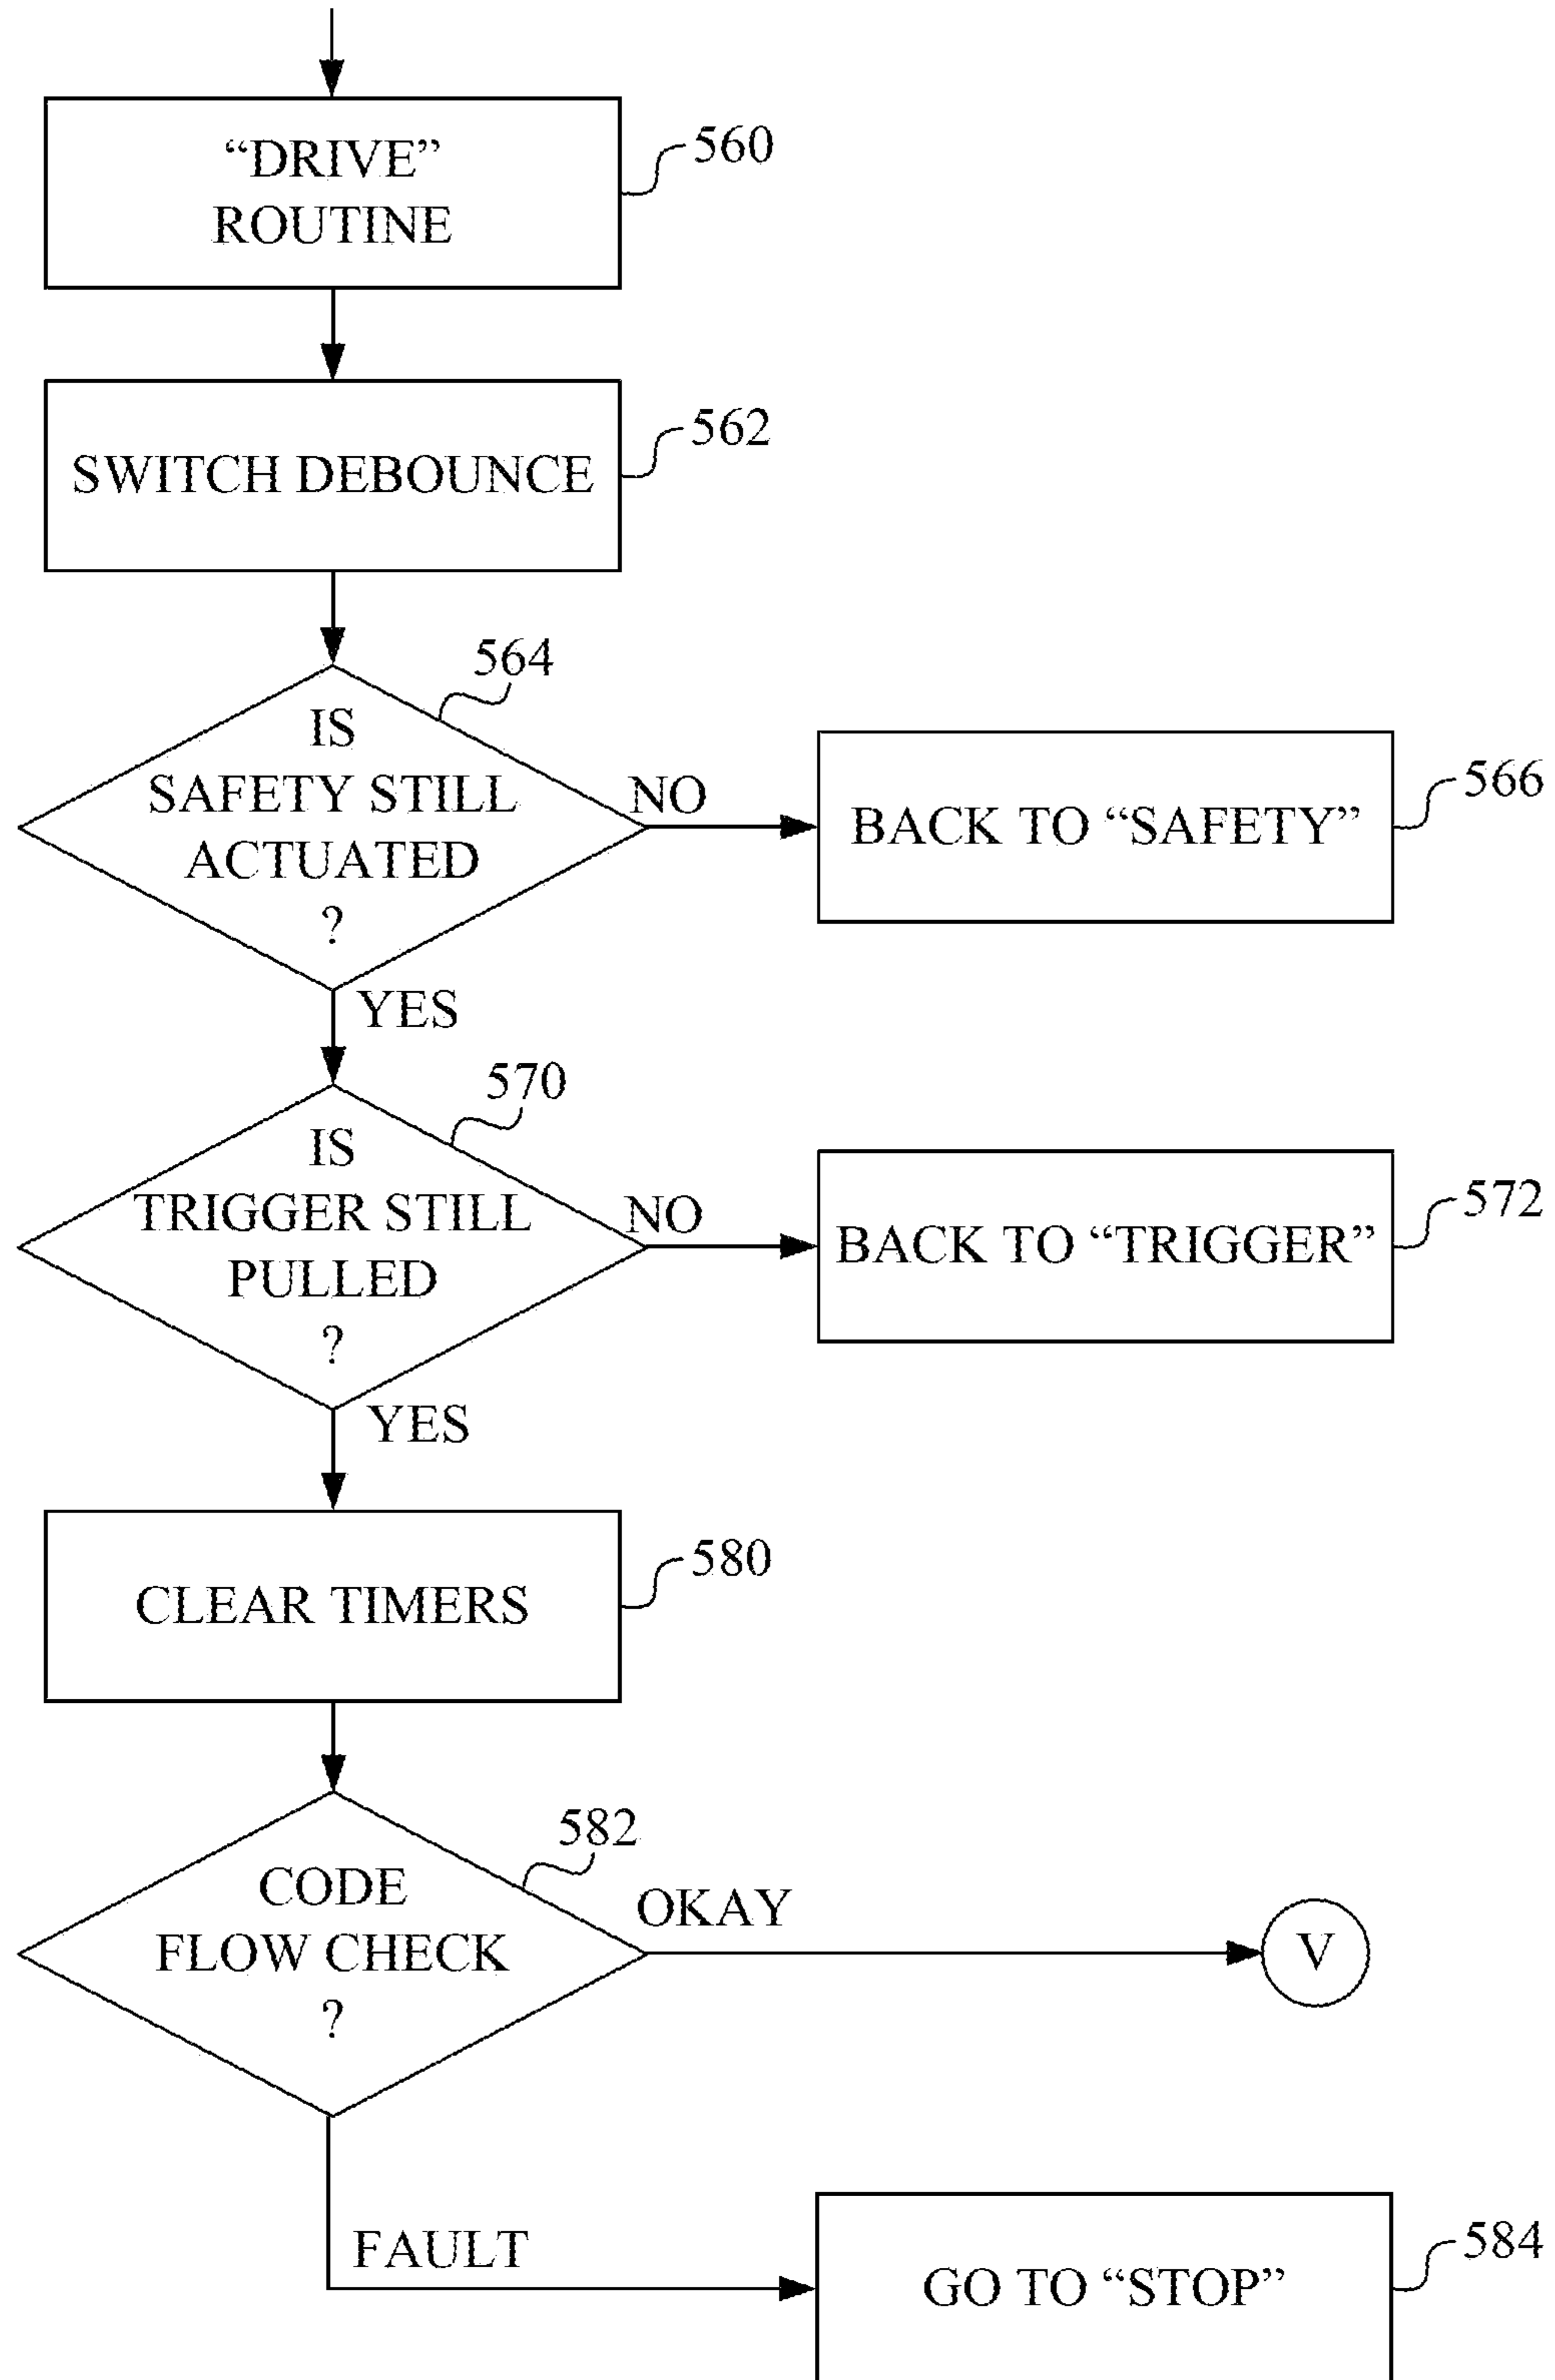 “DRIVE”
ROUTINE
560
SWITCH DEBOUNCE
562
564
IS
SAFETY STILL
ACTUATED
?
NO
BACK TO “SAFETY”
566
YES
570
IS
TRIGGER STILL
PULLED
?
NO
BACK TO “TRIGGER”
572
YES
CLEAR TIMERS
580
582
CODE
FLOW CHECK
?
OKAY
V
FAULT
GO TO “STOP”
584